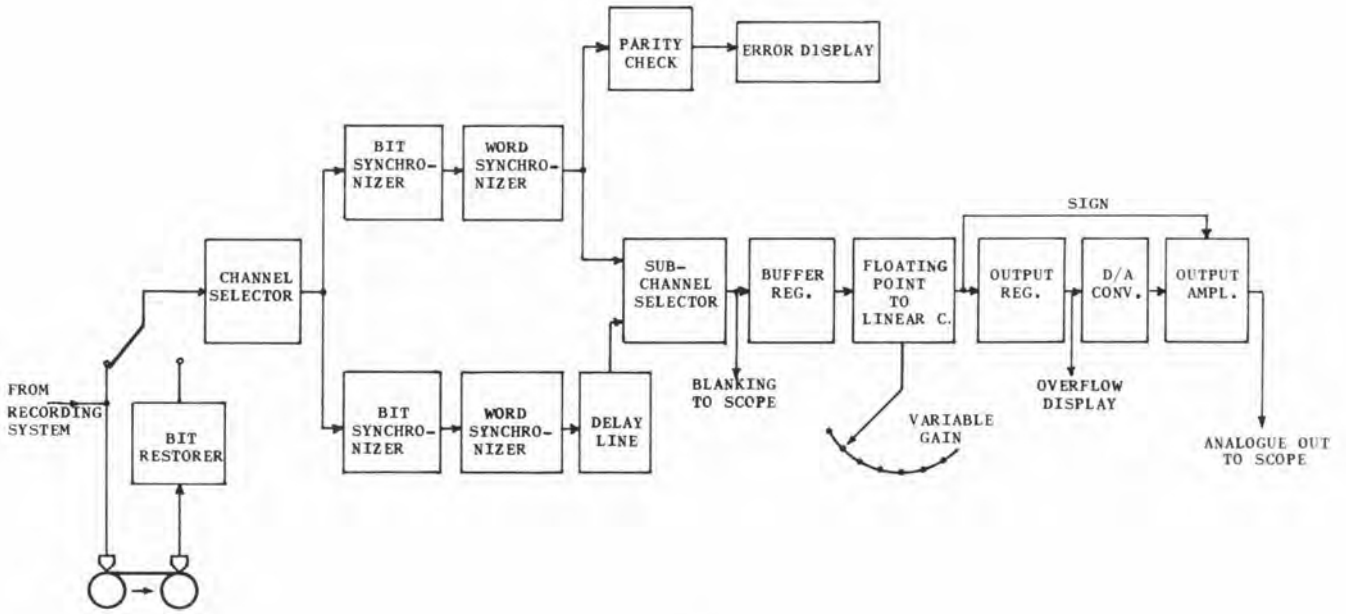 PARITY
CHECK
ERROR DISPLAY
BIT
SYNCHRO-
NIZER
WORD
SYNCHRO-
NIZER
SIGN
CHANNEL
SELECTOR
SUB-
CHANNEL
SELECTOR
BUFFER
REG.
FLOATING
POINT
TO
LINEAR C.
OUTPUT
REG.
D/A
CONV.
OUTPUT
AMPL.
FROM
RECORDING
SYSTEM
BIT
RESTORER
BIT
SYNCHRO-
NIZER
WORD
SYNCHRO-
NIZER
DELAY
LINE
BLANKING
TO SCOPE
VARIABLE
GAIN
OVERFLOW
DISPLAY
ANALOGUE OUT
TO SCOPE